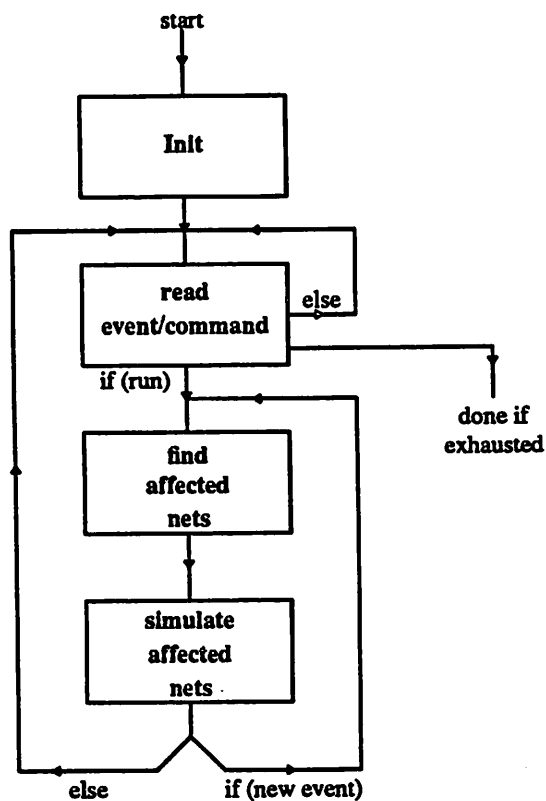 start
Init
read
event/command
else
if (run)
done if
exhausted
find
affected
nets
simulate
affected
nets
else
if (new event)